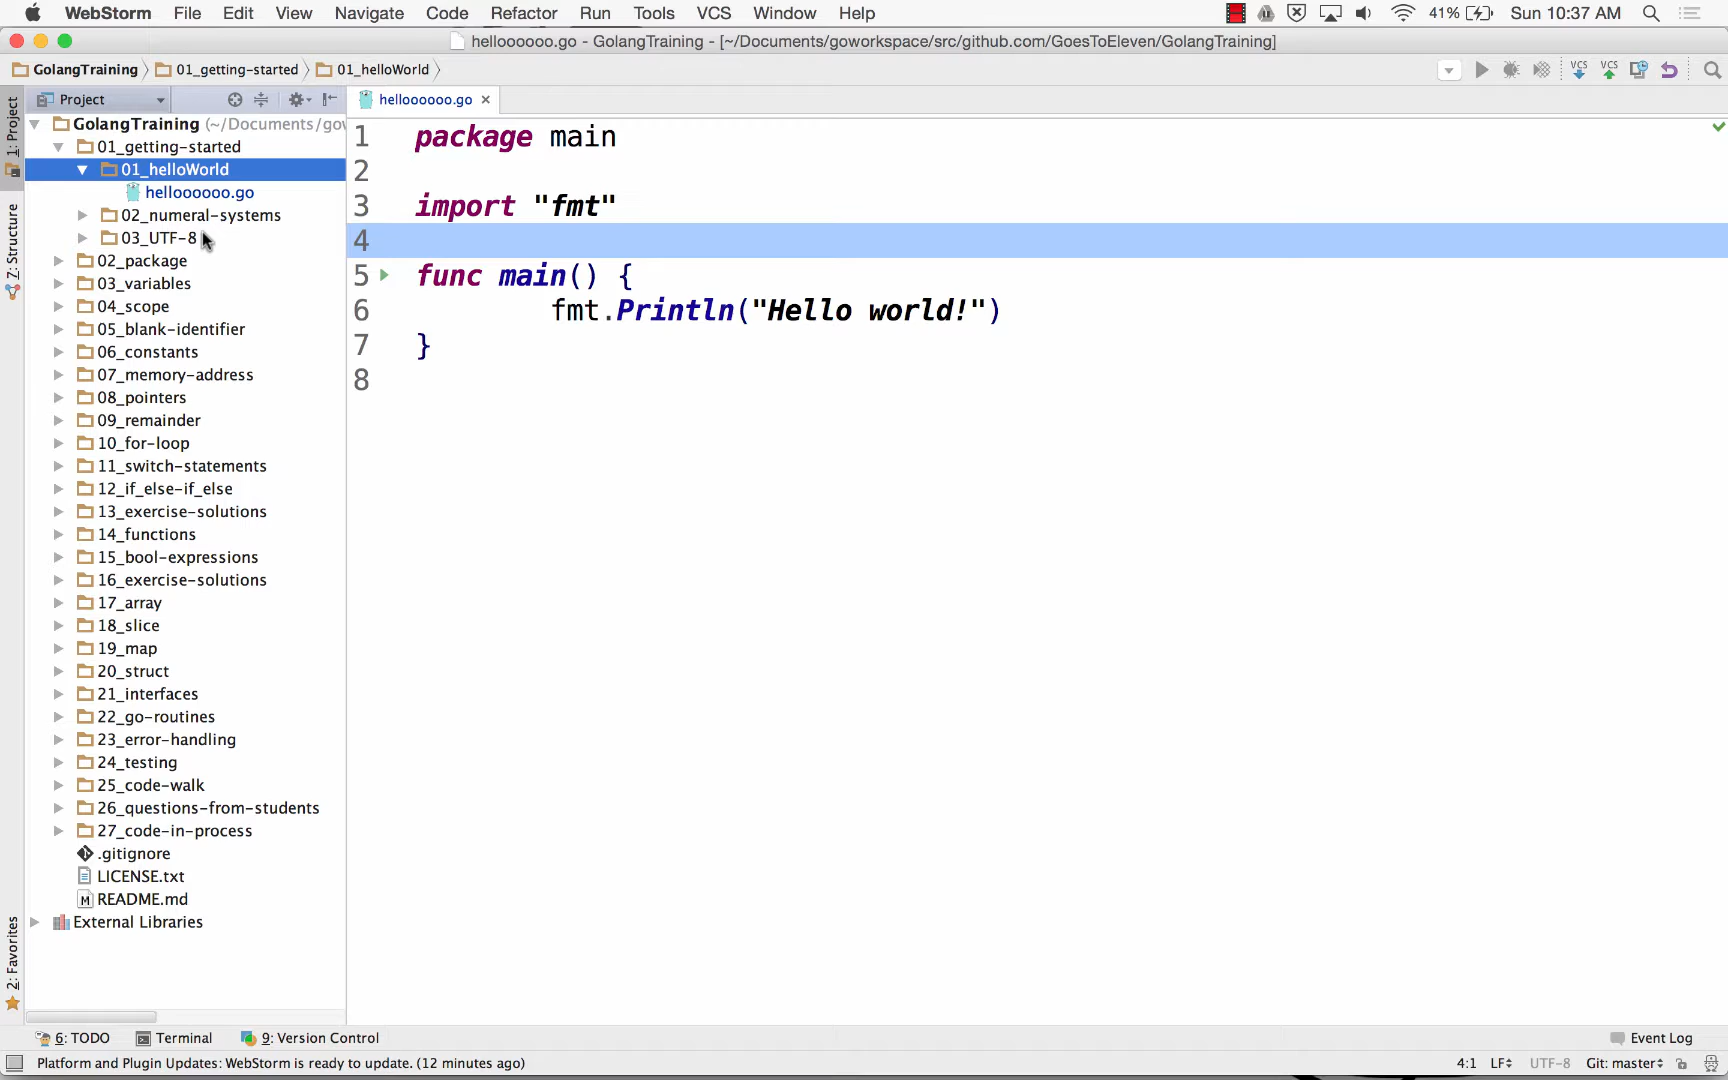 WebStorm File Edit View Navigate Code Refactor Run Tools VCS Window Help 41% Sun 10:37 AM
helloooooo.go - GolangTraining - [~/Documents/goworkspace/src/github.com/GoesToEleven/GolangTraining]
GolangTraining 01_getting-started 01_helloWorld VCS VCS
Project helloooooo.go
1: Project
Z: Structure
2: Favorites
GolangTraining (~/Documents/gov
01_getting-started
01_helloWorld
helloooooo.go
02_numeral-systems
03_UTF-8
02_package
03_variables
04_scope
05_blank-identifier
06_constants
07_memory-address
08_pointers
09_remainder
10_for-loop
11_switch-statements
12_if_else-if_else
13_exercise-solutions
14_functions
15_bool-expressions
16_exercise-solutions
17_array
18_slice
19_map
20_struct
21_interfaces
22_go-routines
23_error-handling
24_testing
25_code-walk
26_questions-from-students
27_code-in-process
.gitignore
LICENSE.txt
README.md
External Libraries
1 package main
2
3 import "fmt"
4
5 func main() {
6 fmt.Println("Hello world!")
7 }
8
6: TODO Terminal 9: Version Control Event Log
Platform and Plugin Updates: WebStorm is ready to update. (12 minutes ago) 4:1 LF UTF-8 Git: master